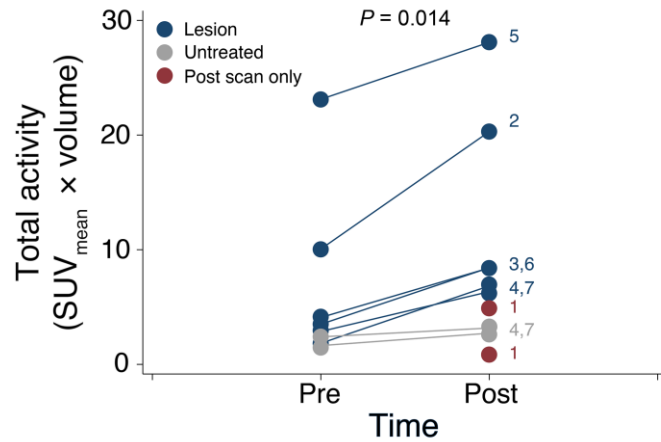 P = 0.014
Lesion
Untreated
Post scan only
Total activity
(SUVmean × volume)
30
20
10
0
5
2
3,6
4,7
1
4,7
1
Pre
Post
Time